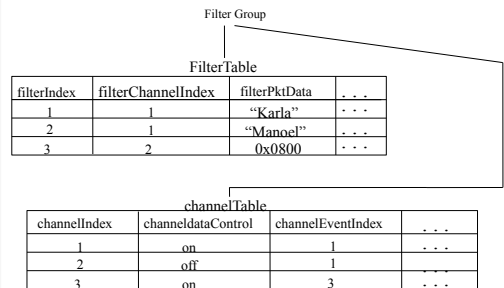 Filter Group
FilterTable
filterIndex filterChannelIndex filterPktData . . .
1 1 “Karla” . . .
2 1 “Manoel” . . .
3 2 0x0800 . . .
channelTable
channelIndex channeldataControl channelEventIndex . . .
1 on 1 . . .
2 off 1 . . .
3 on 3 . . .